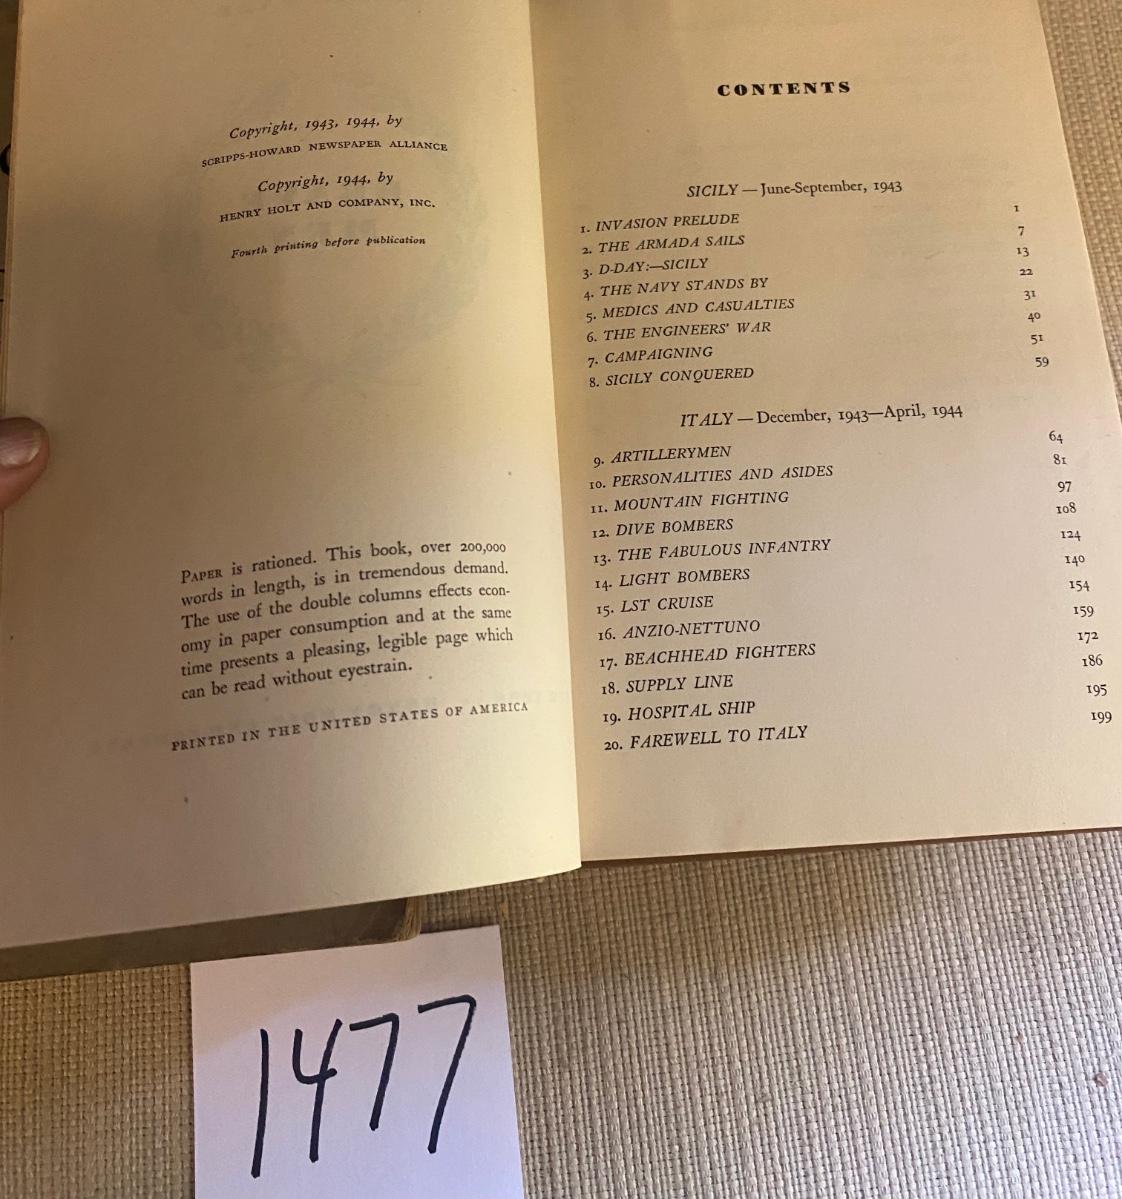 Copyright, 1943, 1944, by
SCRIPPS-HOWARD NEWSPAPER ALLIANCE
Copyright, 1944, by
HENRY HOLT AND COMPANY, INC.
Fourth printing before publication
PAPER is rationed. This book, over 200,000
words in length, is in tremendous demand.
The use of the double columns effects econ-
omy in paper consumption and at the same
time presents a pleasing, legible page which
can be read without eyestrain.
PRINTED IN THE UNITED STATES OF AMERICA
CONTENTS
SICILY — June-September, 1943
1. INVASION PRELUDE 1
2. THE ARMADA SAILS 7
3. D-DAY:—SICILY 13
4. THE NAVY STANDS BY 22
5. MEDICS AND CASUALTIES 31
6. THE ENGINEERS' WAR 40
7. CAMPAIGNING 51
8. SICILY CONQUERED 59
ITALY — December, 1943—April, 1944
9. ARTILLERYMEN 64
10. PERSONALITIES AND ASIDES 81
11. MOUNTAIN FIGHTING 97
12. DIVE BOMBERS 108
13. THE FABULOUS INFANTRY 124
14. LIGHT BOMBERS 140
15. LST CRUISE 154
16. ANZIO-NETTUNO 159
17. BEACHHEAD FIGHTERS 172
18. SUPPLY LINE 186
19. HOSPITAL SHIP 195
20. FAREWELL TO ITALY 199
1477